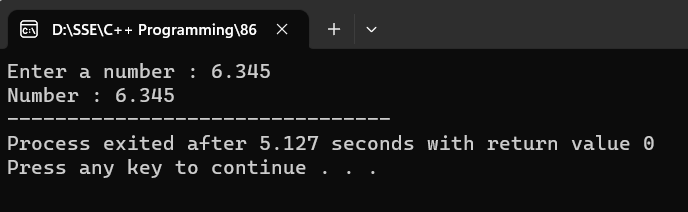 D:\SSE\C++ Programming\86
Enter a number : 6.345
Number : 6.345
--------------------------------
Process exited after 5.127 seconds with return value 0
Press any key to continue . . .